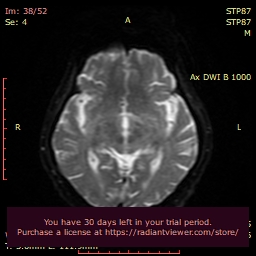 Im: 38/52
Se: 4
A
STP87
STP87
M
Ax DWI B 1000
R
L
You have 30 days left in your trial period.
Purchase a license at https://radiantviewer.com/store/